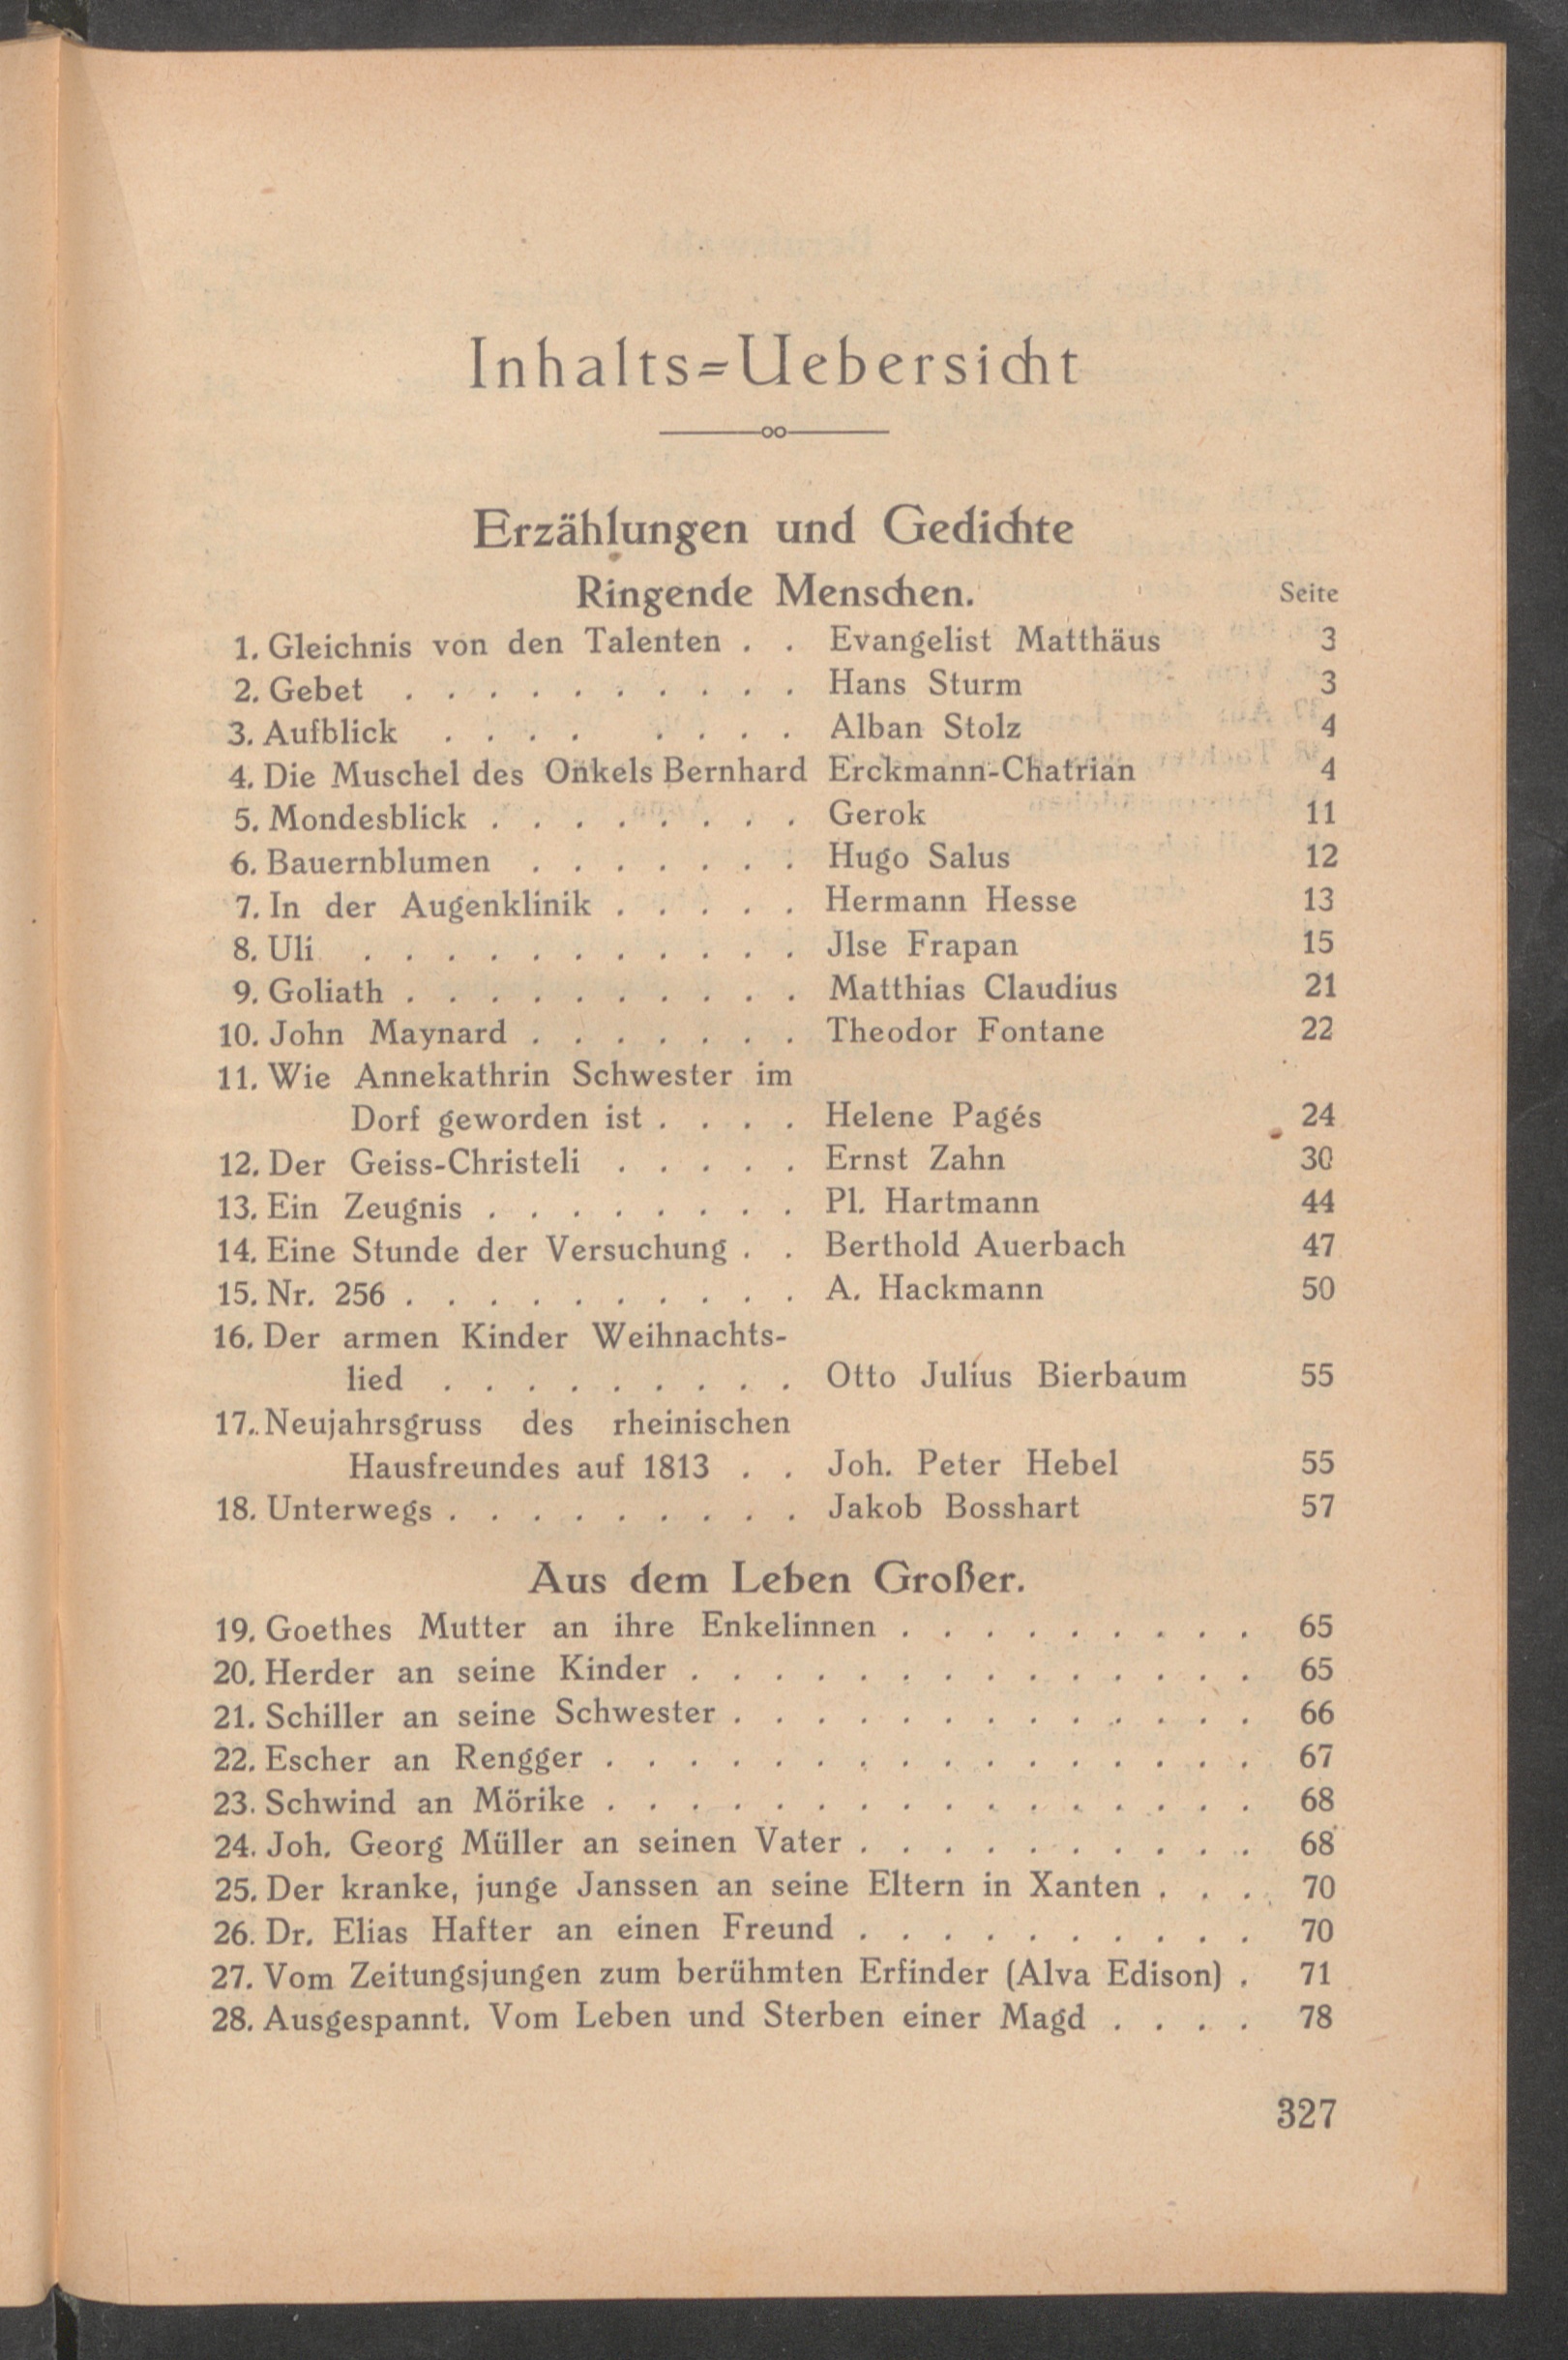 Inhalts=Uebersicht
Erzählungen und Gedichte
Ringende Menschen. Seite
1. Gleichnis von den Talenten . . Evangelist Matthäus 3
2. Gebet . . . . . . . . . . Hans Sturm 3
3. Aufblick . . . . . . . . Alban Stolz 4
4. Die Muschel des Onkels Bernhard Erckmann-Chatrian 4
5. Mondesblick . . . . . . . . Gerok 11
6. Bauernblumen . . . . . . . Hugo Salus 12
7. In der Augenklinik . . . . . Hermann Hesse 13
8. Uli . . . . . . . . . . . Jlse Frapan 15
9. Goliath . . . . . . . . . . Matthias Claudius 21
10. John Maynard . . . . . . . Theodor Fontane 22
11. Wie Annekathrin Schwester im
Dorf geworden ist . . . . Helene Pagés 24
12. Der Geiss-Christeli . . . . . Ernst Zahn 30
13. Ein Zeugnis . . . . . . . . Pl. Hartmann 44
14. Eine Stunde der Versuchung . . Berthold Auerbach 47
15. Nr. 256 . . . . . . . . . . A. Hackmann 50
16. Der armen Kinder Weihnachts-
lied . . . . . . . . . Otto Julius Bierbaum 55
17. Neujahrsgruss des rheinischen
Hausfreundes auf 1813 . . Joh. Peter Hebel 55
18. Unterwegs . . . . . . . . . Jakob Bosshart 57
Aus dem Leben Großer.
19. Goethes Mutter an ihre Enkelinnen . . . . . . . . . 65
20. Herder an seine Kinder . . . . . . . . . . . . . . 65
21. Schiller an seine Schwester . . . . . . . . . . . . . 66
22. Escher an Rengger . . . . . . . . . . . . . . . . 67
23. Schwind an Mörike . . . . . . . . . . . . . . . . 68
24. Joh. Georg Müller an seinen Vater . . . . . . . . . . 68
25. Der kranke, junge Janssen an seine Eltern in Xanten . . . 70
26. Dr. Elias Hafter an einen Freund . . . . . . . . . . 70
27. Vom Zeitungsjungen zum berühmten Erfinder (Alva Edison) . 71
28. Ausgespannt. Vom Leben und Sterben einer Magd . . . . 78
327